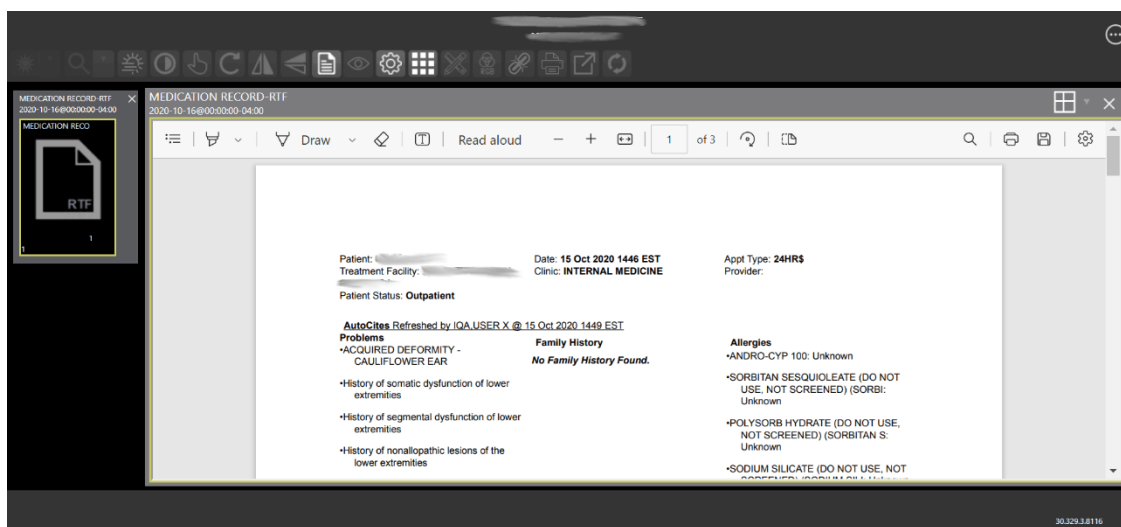 MEDICATION RECORD-RTF
2020-10-16@00:00:00-04:00
MEDICATION RECO
RTF
1
1
MEDICATION RECORD-RTF
2020-10-16@00:00:00-04:00
Draw
Read aloud
1 of 3
Patient:
Date: 15 Oct 2020 1446 EST
Appt Type: 24HR$
Treatment Facility:
Clinic: INTERNAL MEDICINE
Provider:
Patient Status: Outpatient
AutoCites Refreshed by IQA,USER X @ 15 Oct 2020 1449 EST
Problems
•ACQUIRED DEFORMITY -
CAULIFLOWER EAR
•History of somatic dysfunction of lower
extremities
•History of segmental dysfunction of lower
extremities
•History of nonallopathic lesions of the
lower extremities
Family History
No Family History Found.
Allergies
•ANDRO-CYP 100: Unknown
•SORBITAN SESQUIOLEATE (DO NOT
USE, NOT SCREENED) (SORBI:
Unknown
•POLYSORB HYDRATE (DO NOT USE,
NOT SCREENED) (SORBITAN S:
Unknown
•SODIUM SILICATE (DO NOT USE, NOT
30.329.3.8116